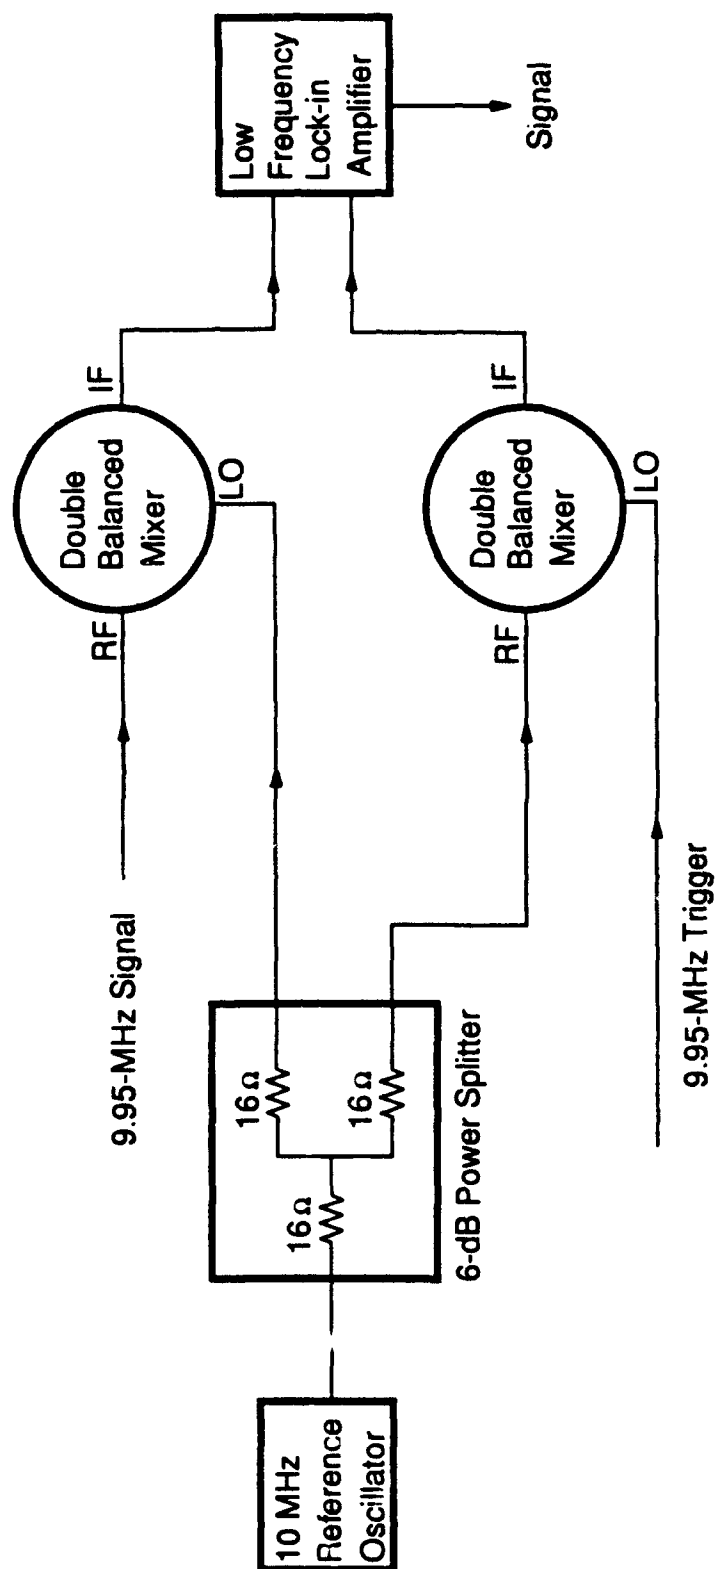 10 MHz
Reference
Oscillator
16Ω
16Ω
16Ω
6-dB Power Splitter
9.95-MHz Signal
9.95-MHz Trigger
RF
Double
Balanced
Mixer
LO
IF
RF
Double
Balanced
Mixer
LO
IF
Low
Frequency
Lock-in
Amplifier
Signal